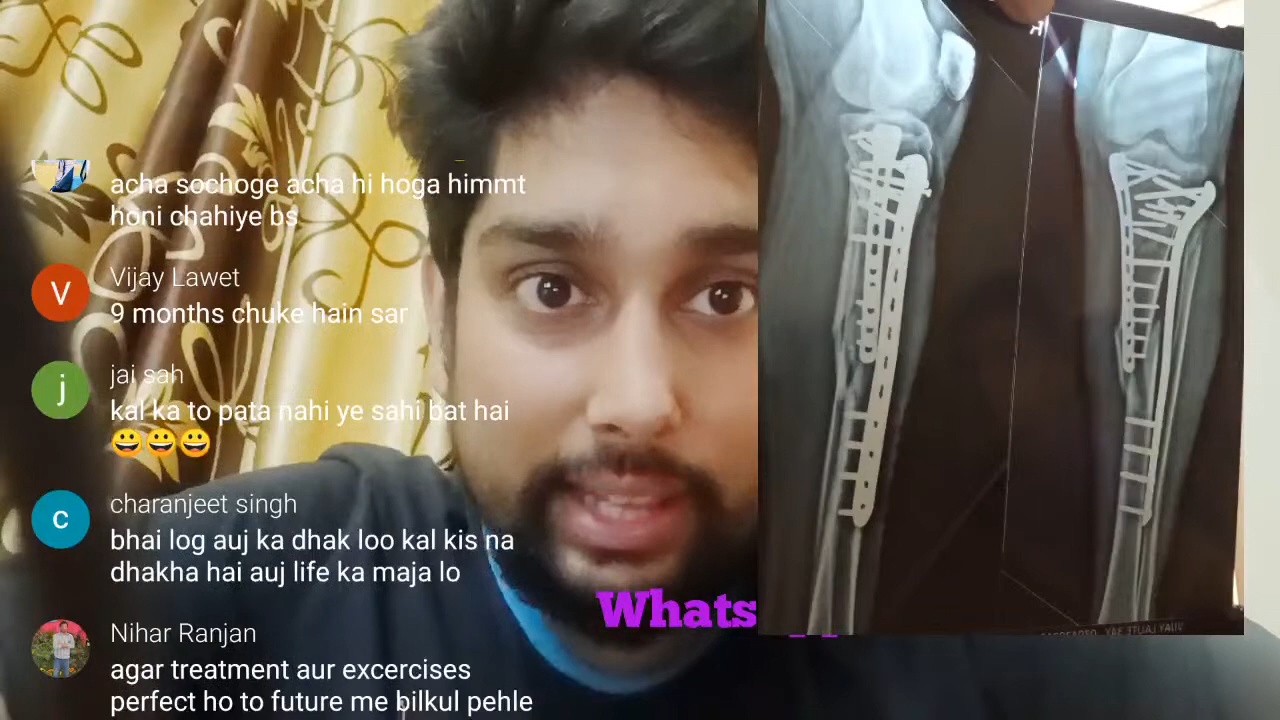 acha sochoge acha hi hoga himmt
honi chahiye bs
V
Vijay Lawet
9 months chuke hain sar
j
jai sah
kal ka to pata nahi ye sahi bat hai
😀😀😀
c
charanjeet singh
bhai log auj ka dhak loo kal kis na
dhakha hai auj life ka maja lo
Nihar Ranjan
agar treatment aur excercises
perfect ho to future me bilkul pehle
Whats